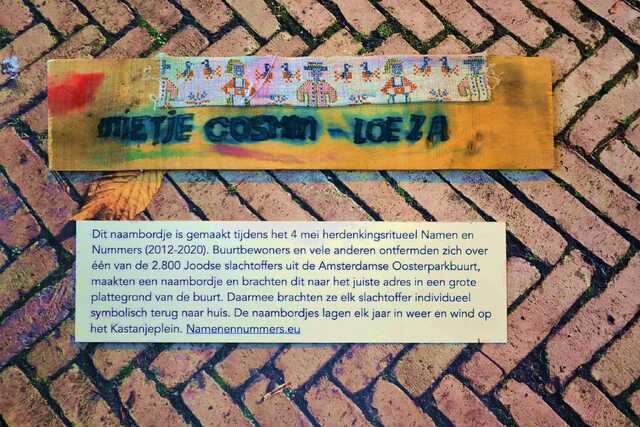 MIETJE COSMAN - LOEZA
Dit naambordje is gemaakt tijdens het 4 mei herdenkingsritueel Namen en
Nummers (2012-2020). Buurtbewoners en vele anderen ontfermden zich over
één van de 2.800 Joodse slachtoffers uit de Amsterdamse Oosterparkbuurt,
maakten een naambordje en brachten dit naar het juiste adres in een grote
plattegrond van de buurt. Daarmee brachten ze elk slachtoffer individueel
symbolisch terug naar huis. De naambordjes lagen elk jaar in weer en wind op
het Kastanjeplein. Namenennummers.eu